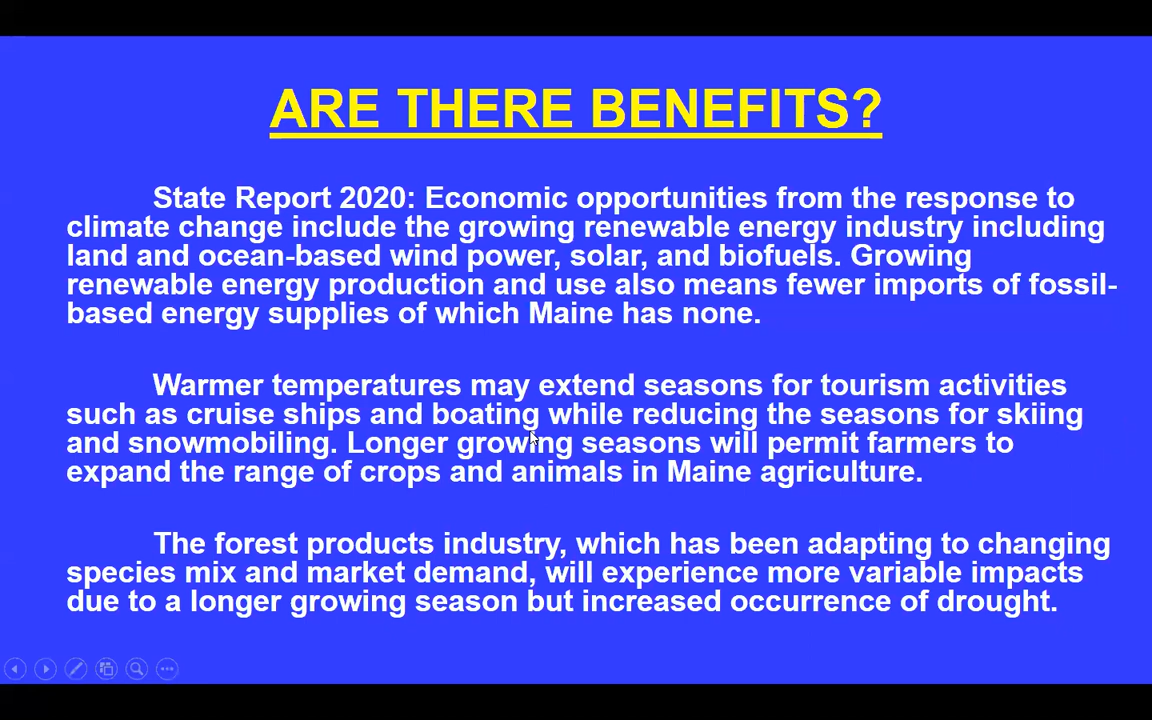 ARE THERE BENEFITS?
State Report 2020: Economic opportunities from the response to
climate change include the growing renewable energy industry including
land and ocean-based wind power, solar, and biofuels. Growing
renewable energy production and use also means fewer imports of fossil-
based energy supplies of which Maine has none.
Warmer temperatures may extend seasons for tourism activities
such as cruise ships and boating while reducing the seasons for skiing
and snowmobiling. Longer growing seasons will permit farmers to
expand the range of crops and animals in Maine agriculture.
The forest products industry, which has been adapting to changing
species mix and market demand, will experience more variable impacts
due to a longer growing season but increased occurrence of drought.